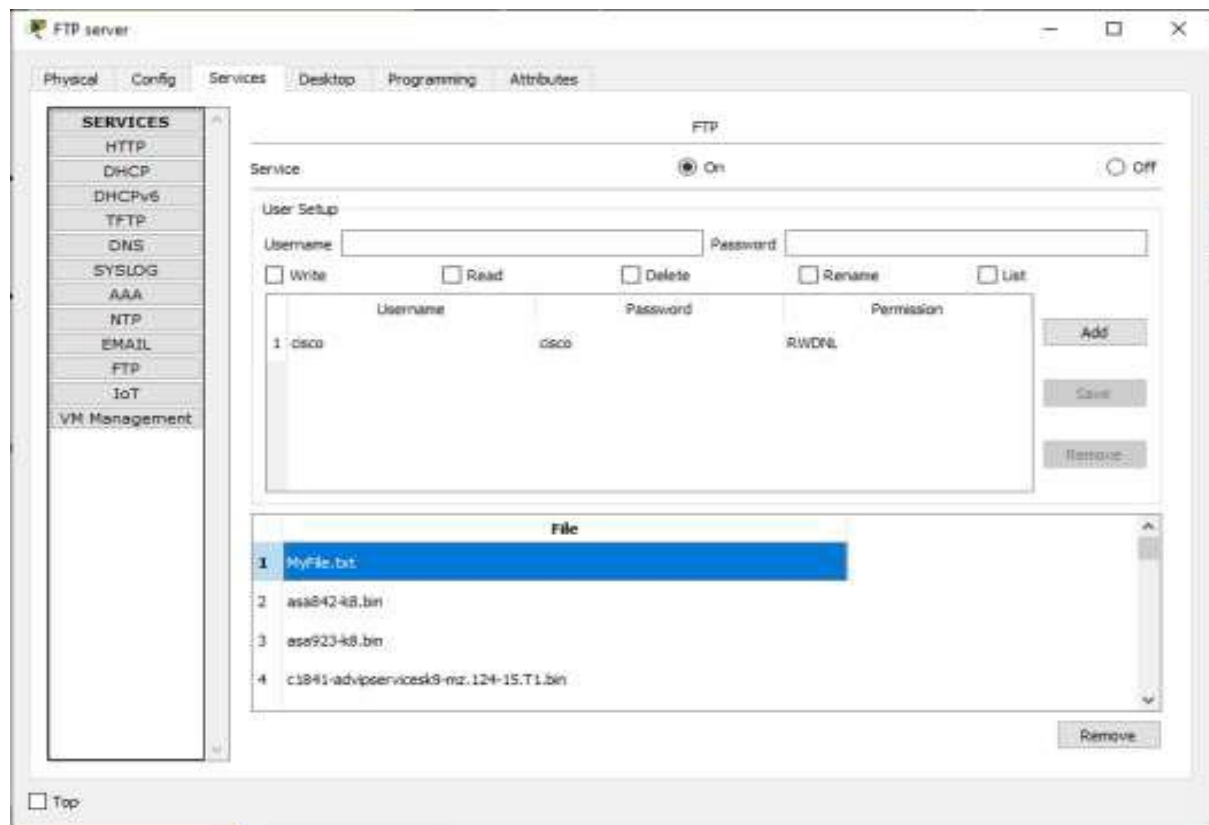 FTP server
Physical Config Services Desktop Programming Attributes
SERVICES
HTTP
DHCP
DHCPv6
TFTP
DNS
SYSLOG
AAA
NTP
EMAIL
FTP
IoT
VM Management
FTP
Service On Off
User Setup
Username Password
Write Read Delete Rename List
Username Password Permission
1 cisco cisco RWDNL
Add
Save
Remove
File
1 MyFile.txt
2 asa842-k8.bin
3 asa923-k8.bin
4 c1841-advipservicesk9-mz.124-15.T1.bin
Remove
Top